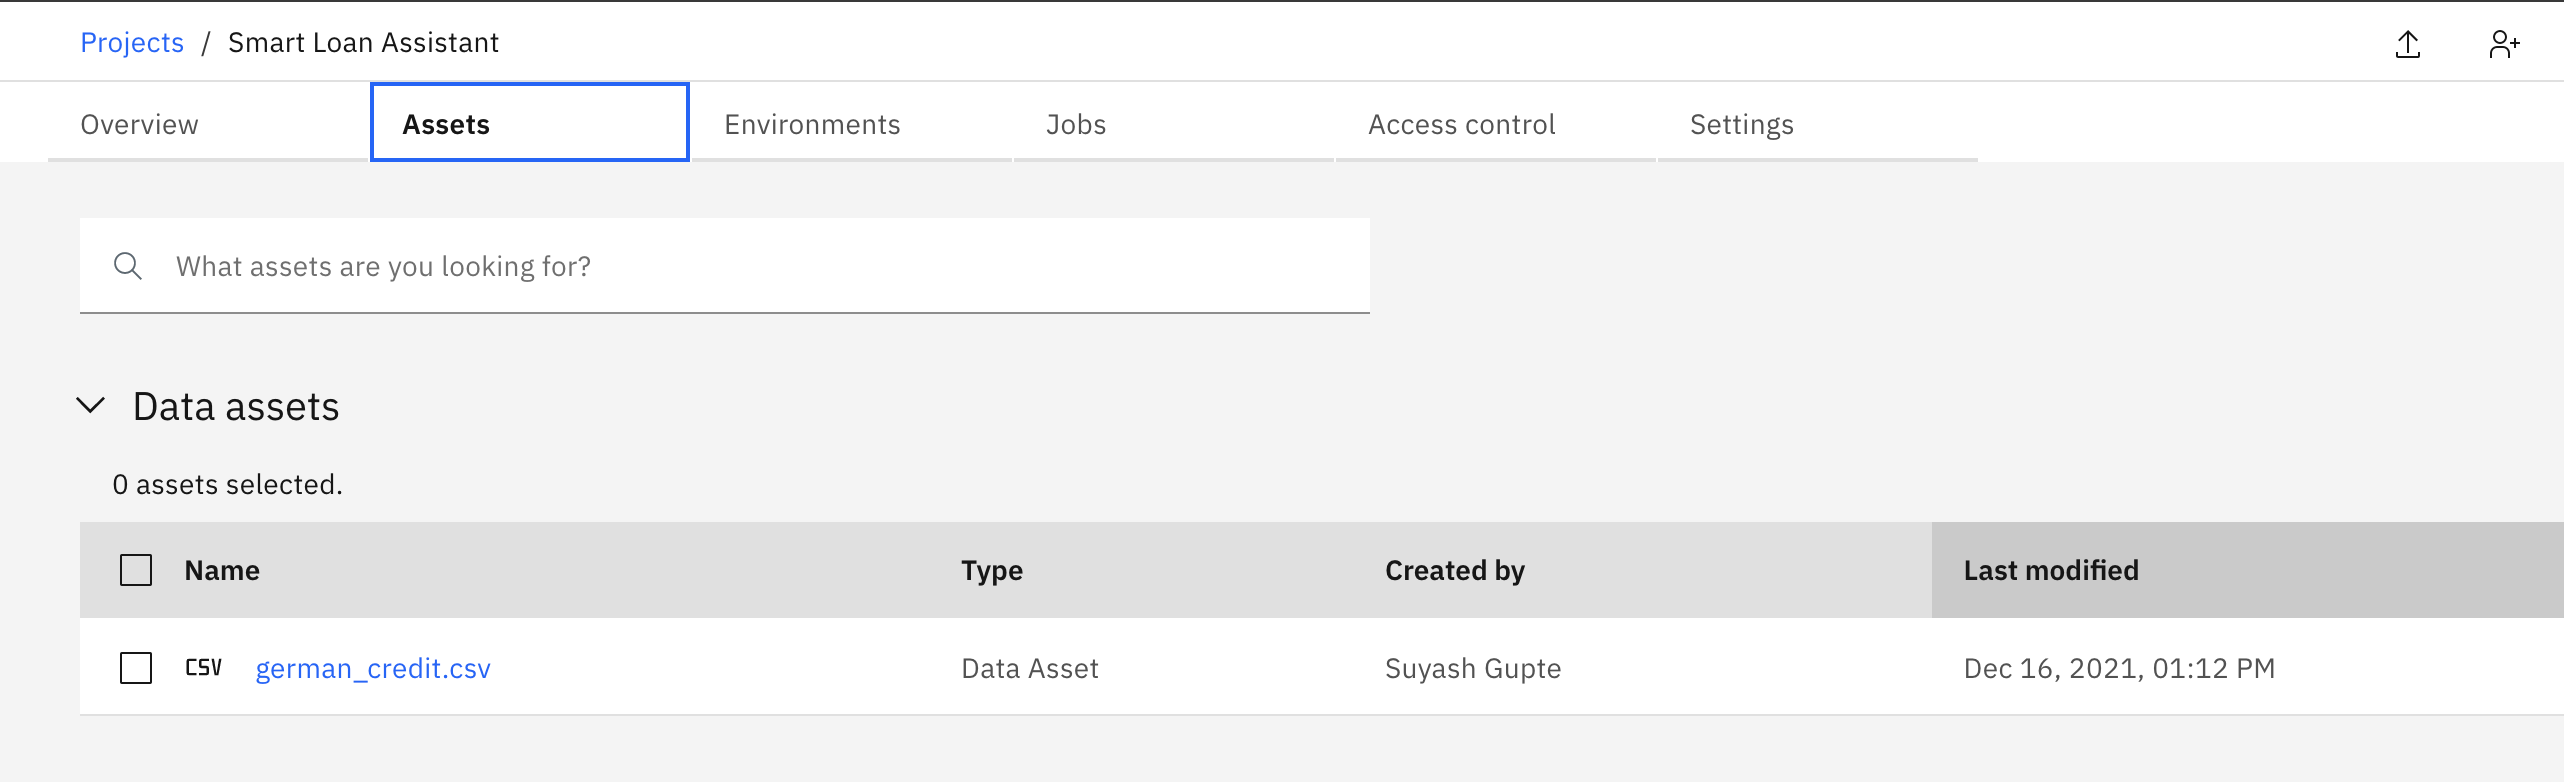 Projects / Smart Loan Assistant
Overview Assets Environments Jobs Access control Settings
What assets are you looking for?
Data assets
0 assets selected.
Name Type Created by Last modified
CSV german_credit.csv Data Asset Suyash Gupte Dec 16, 2021, 01:12 PM